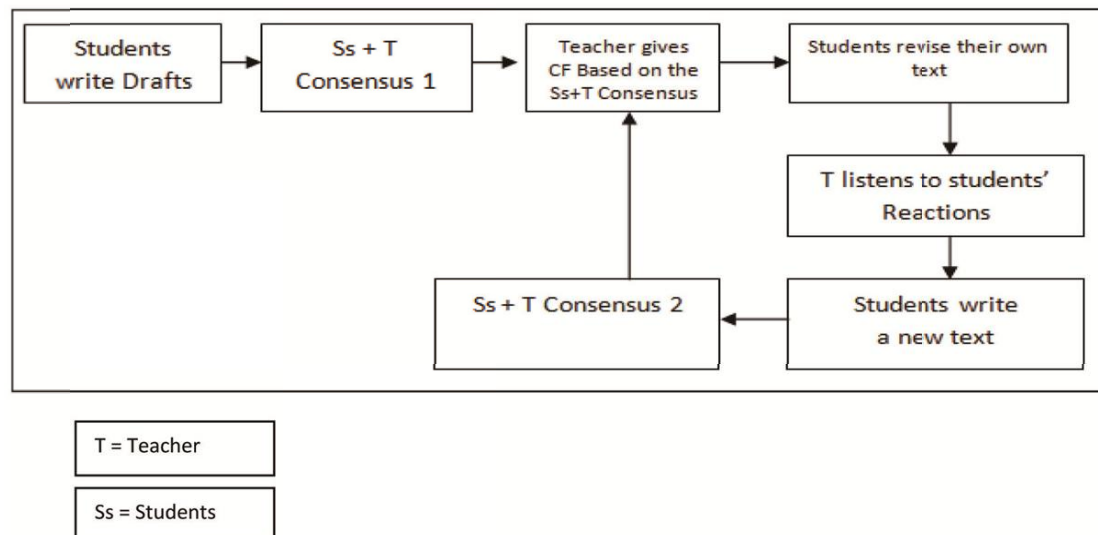 Students
write Drafts
Ss + T
Consensus 1
Teacher gives
CF Based on the
Ss+T Consensus
Students revise their own
text
T listens to students’
Reactions
Students write
a new text
Ss + T Consensus 2
T = Teacher
Ss = Students